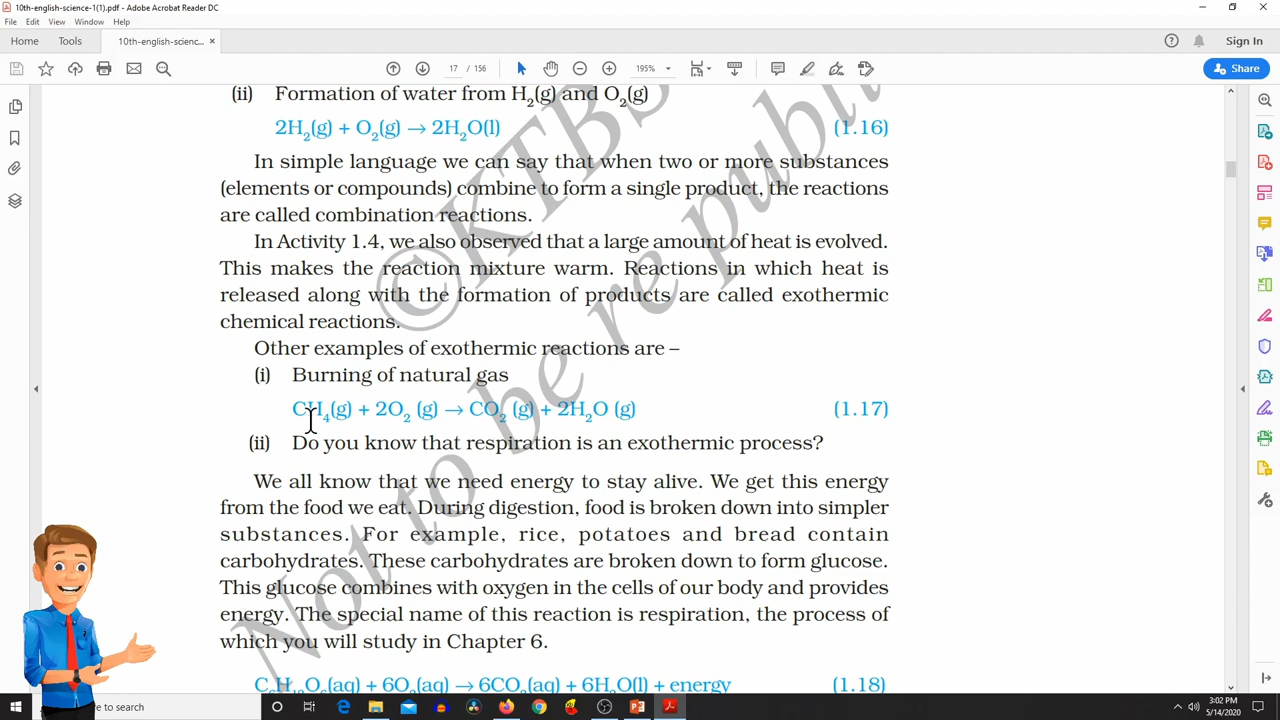 10th-english-science-1(1).pdf - Adobe Acrobat Reader DC
File Edit View Window Help
Home Tools 10th-english-scienc... × Sign In
17 / 156 195% Share
(ii) Formation of water from H₂(g) and O₂(g)
2H₂(g) + O₂(g) → 2H₂O(l) (1.16)
In simple language we can say that when two or more substances
(elements or compounds) combine to form a single product, the reactions
are called combination reactions.
In Activity 1.4, we also observed that a large amount of heat is evolved.
This makes the reaction mixture warm. Reactions in which heat is
released along with the formation of products are called exothermic
chemical reactions.
Other examples of exothermic reactions are –
(i) Burning of natural gas
CH₄(g) + 2O₂ (g) → CO₂ (g) + 2H₂O (g) (1.17)
(ii) Do you know that respiration is an exothermic process?
We all know that we need energy to stay alive. We get this energy
from the food we eat. During digestion, food is broken down into simpler
substances. For example, rice, potatoes and bread contain
carbohydrates. These carbohydrates are broken down to form glucose.
This glucose combines with oxygen in the cells of our body and provides
energy. The special name of this reaction is respiration, the process of
which you will study in Chapter 6.
C₆H₁₂O₆(aq) + 6O₂(aq) → 6CO₂(aq) + 6H₂O(l) + energy (1.18)
©KTBS
Not to be re publi
to search
3:02 PM
5/14/2020